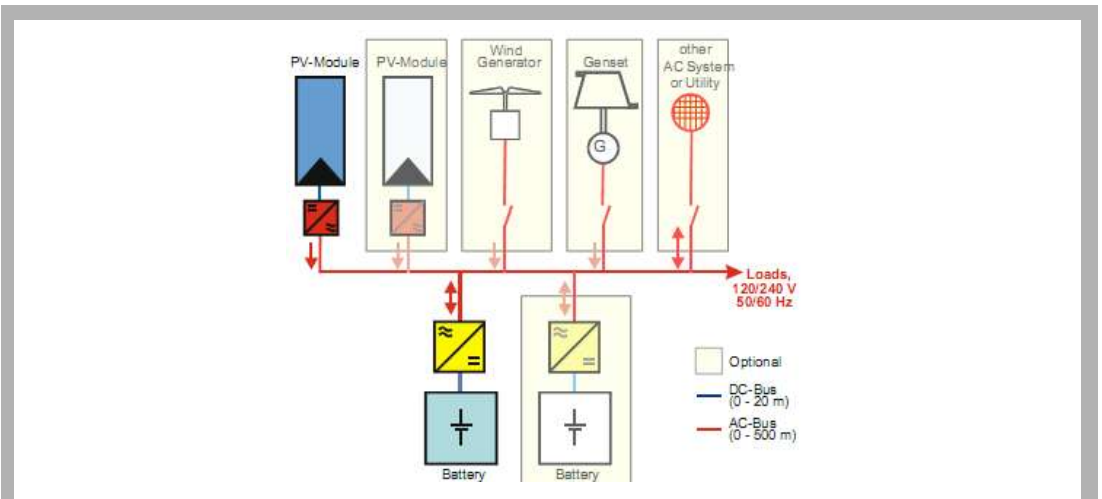 PV-Module
PV-Module
Wind
Generator
Genset
other
AC System
or Utility
G
Loads,
120/240 V
50/60 Hz
Optional
DC-Bus
(0 - 20 m)
AC-Bus
(0 - 500 m)
Battery
Battery